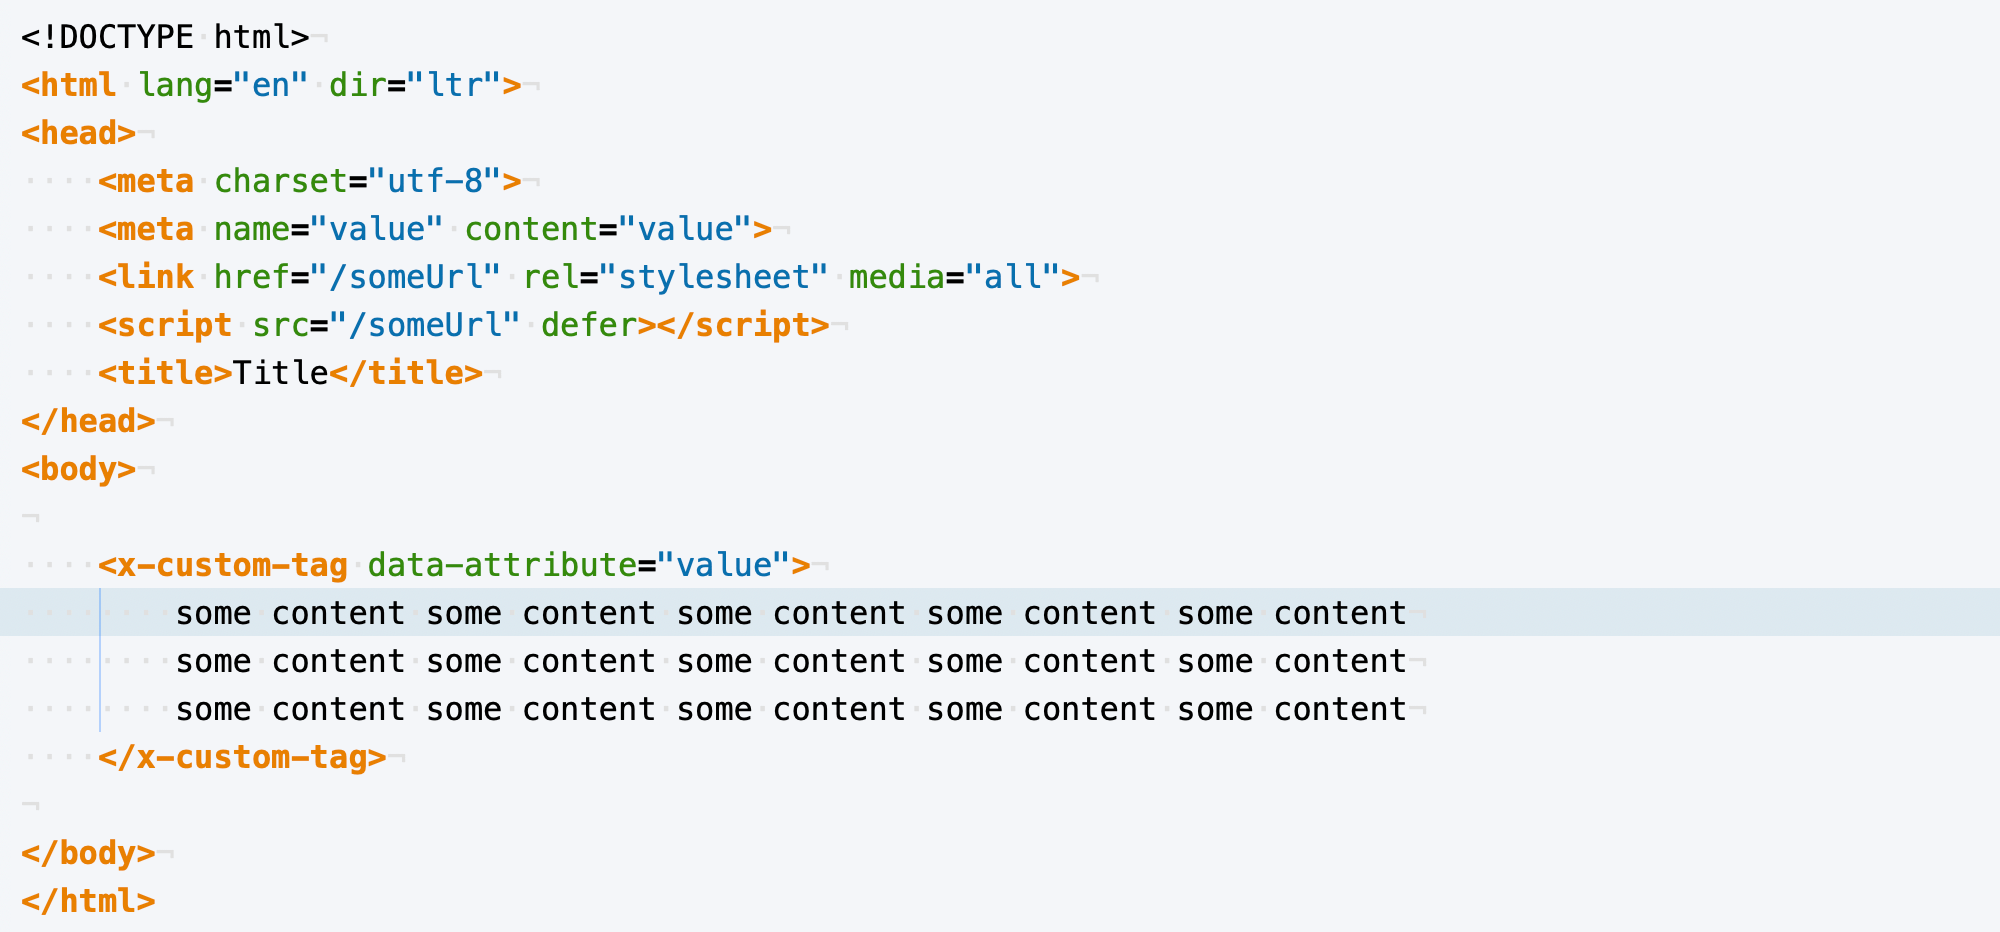 <!DOCTYPE html>
<html lang="en" dir="ltr">
<head>
    <meta charset="utf-8">
    <meta name="value" content="value">
    <link href="/someUrl" rel="stylesheet" media="all">
    <script src="/someUrl" defer></script>
    <title>Title</title>
</head>
<body>

    <x-custom-tag data-attribute="value">
        some content some content some content some content some content
        some content some content some content some content some content
        some content some content some content some content some content
    </x-custom-tag>

</body>
</html>